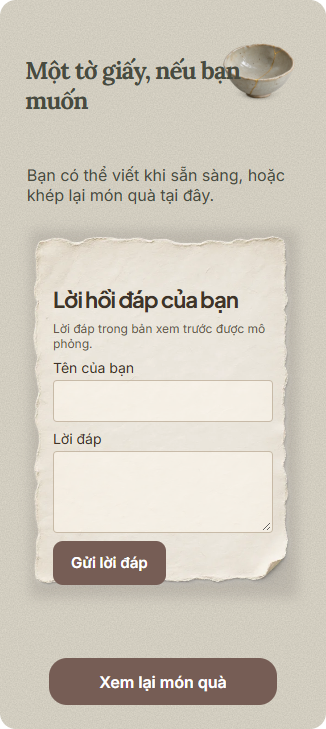 Một tờ giấy, nếu bạn
muốn
Bạn có thể viết khi sẵn sàng, hoặc
khép lại món quà tại đây.
Lời hồi đáp của bạn
Lời đáp trong bản xem trước được mô
phỏng.
Tên của bạn
Lời đáp
Gửi lời đáp
Xem lại món quà